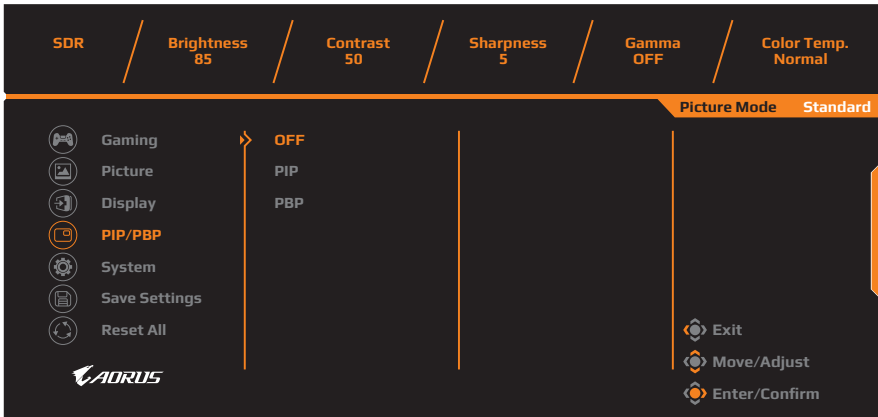 SDR Brightness Contrast Sharpness Gamma Color Temp.
85 50 5 OFF Normal
Picture Mode Standard
Gaming OFF
Picture PIP
Display PBP
PIP/PBP
System
Save Settings
Reset All Exit
AORUS Move/Adjust
Enter/Confirm